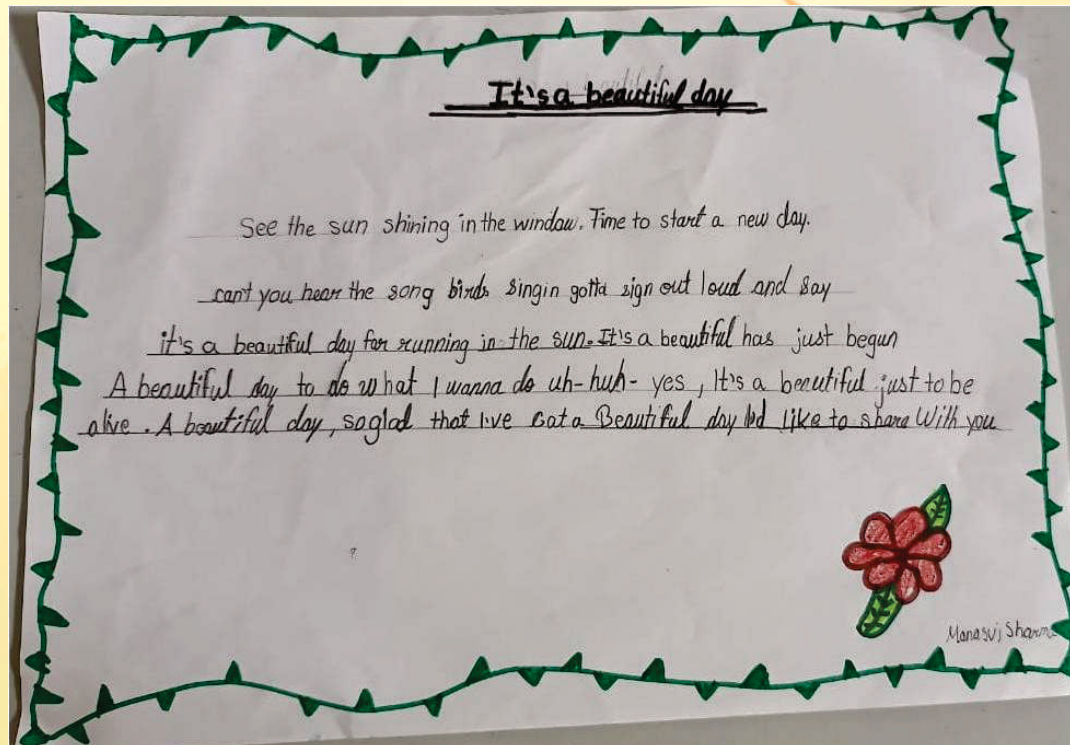 It's a beautiful day
See the sun shining in the window. Time to start a new day.
can't you hear the song birds singin gotta sign out loud and say
it's a beautiful day for running in the sun. It's a beautiful has just begun
A beautiful day to do what I wanna do uh-huh- yes, It's a beautiful just to be
alive. A beautiful day, so glad that I've Got a Beautiful day like to share With you
Manasvi Sharma